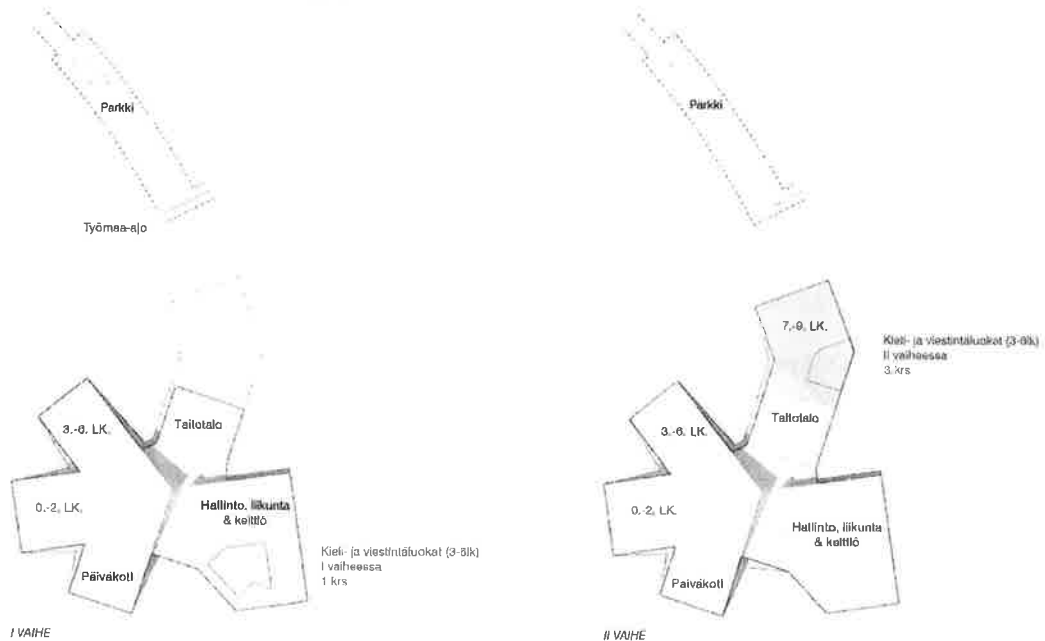 Parkki
Työmaa-ajo
3.-6. LK.
Taitotalo
0.-2. LK.
Hallinto, liikunta
& keittiö
Päiväkoti
Kieli- ja viestintäluokat (3-6lk)
I vaiheessa
1 krs
I VAIHE
Parkki
7.-9. LK.
Kieli- ja viestintäluokat (3-6lk)
II vaiheessa
3. krs
3.-6. LK.
Taitotalo
0.-2. LK.
Hallinto, liikunta
& keittiö
Päiväkoti
II VAIHE